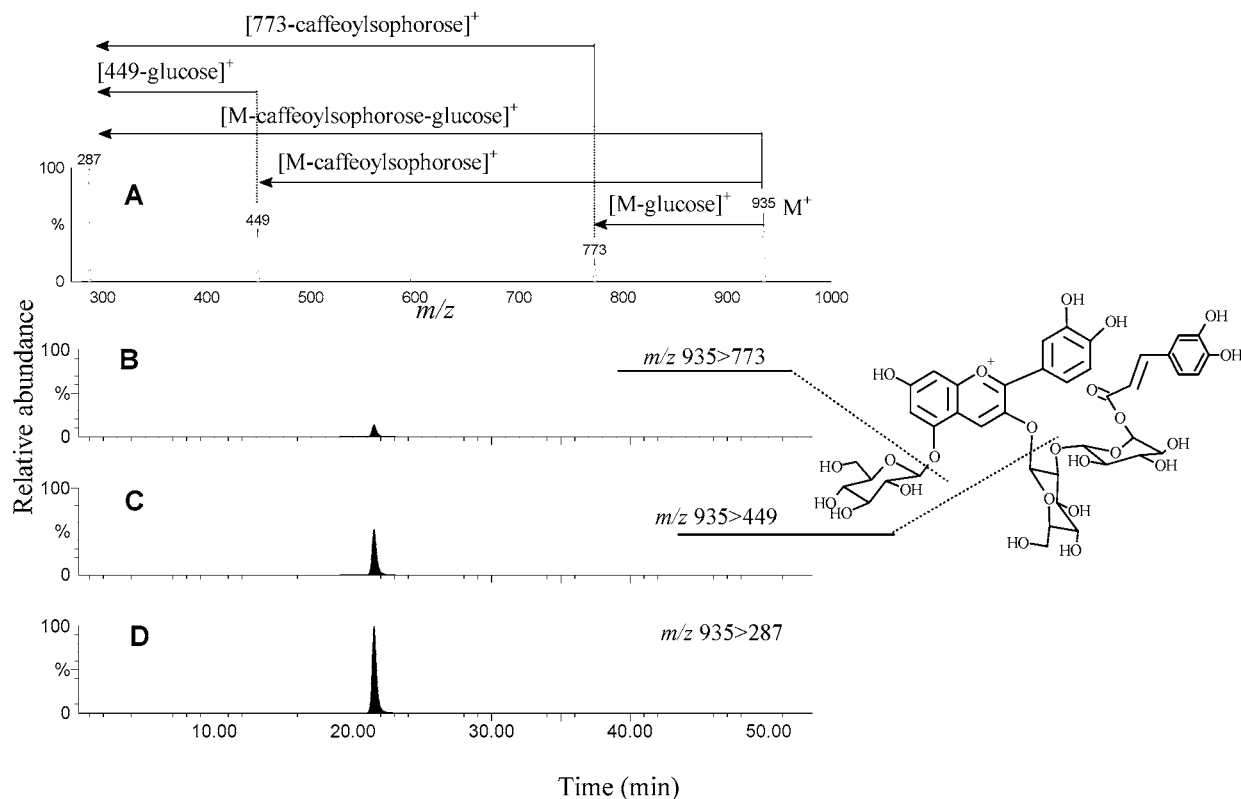 [773-caffeoylsophorose]+
[449-glucose]+
[M-caffeoylsophorose-glucose]+
287
100
A
[M-caffeoylsophorose]+
[M-glucose]+
935 M+
%
449
773
0
300 400 500 600 700 800 900 1000
m/z
Relative abundance
100
B
m/z 935>773
%
0
100
C
m/z 935>449
%
0
100
D
m/z 935>287
%
0
10.00 20.00 30.00 40.00 50.00
Time (min)
OH
OH
OH
OH
HO
O+
O
O
O
O
HO
O
O
O
OH
HO
OH
HO
HO
OH
O
OH
HO
HO